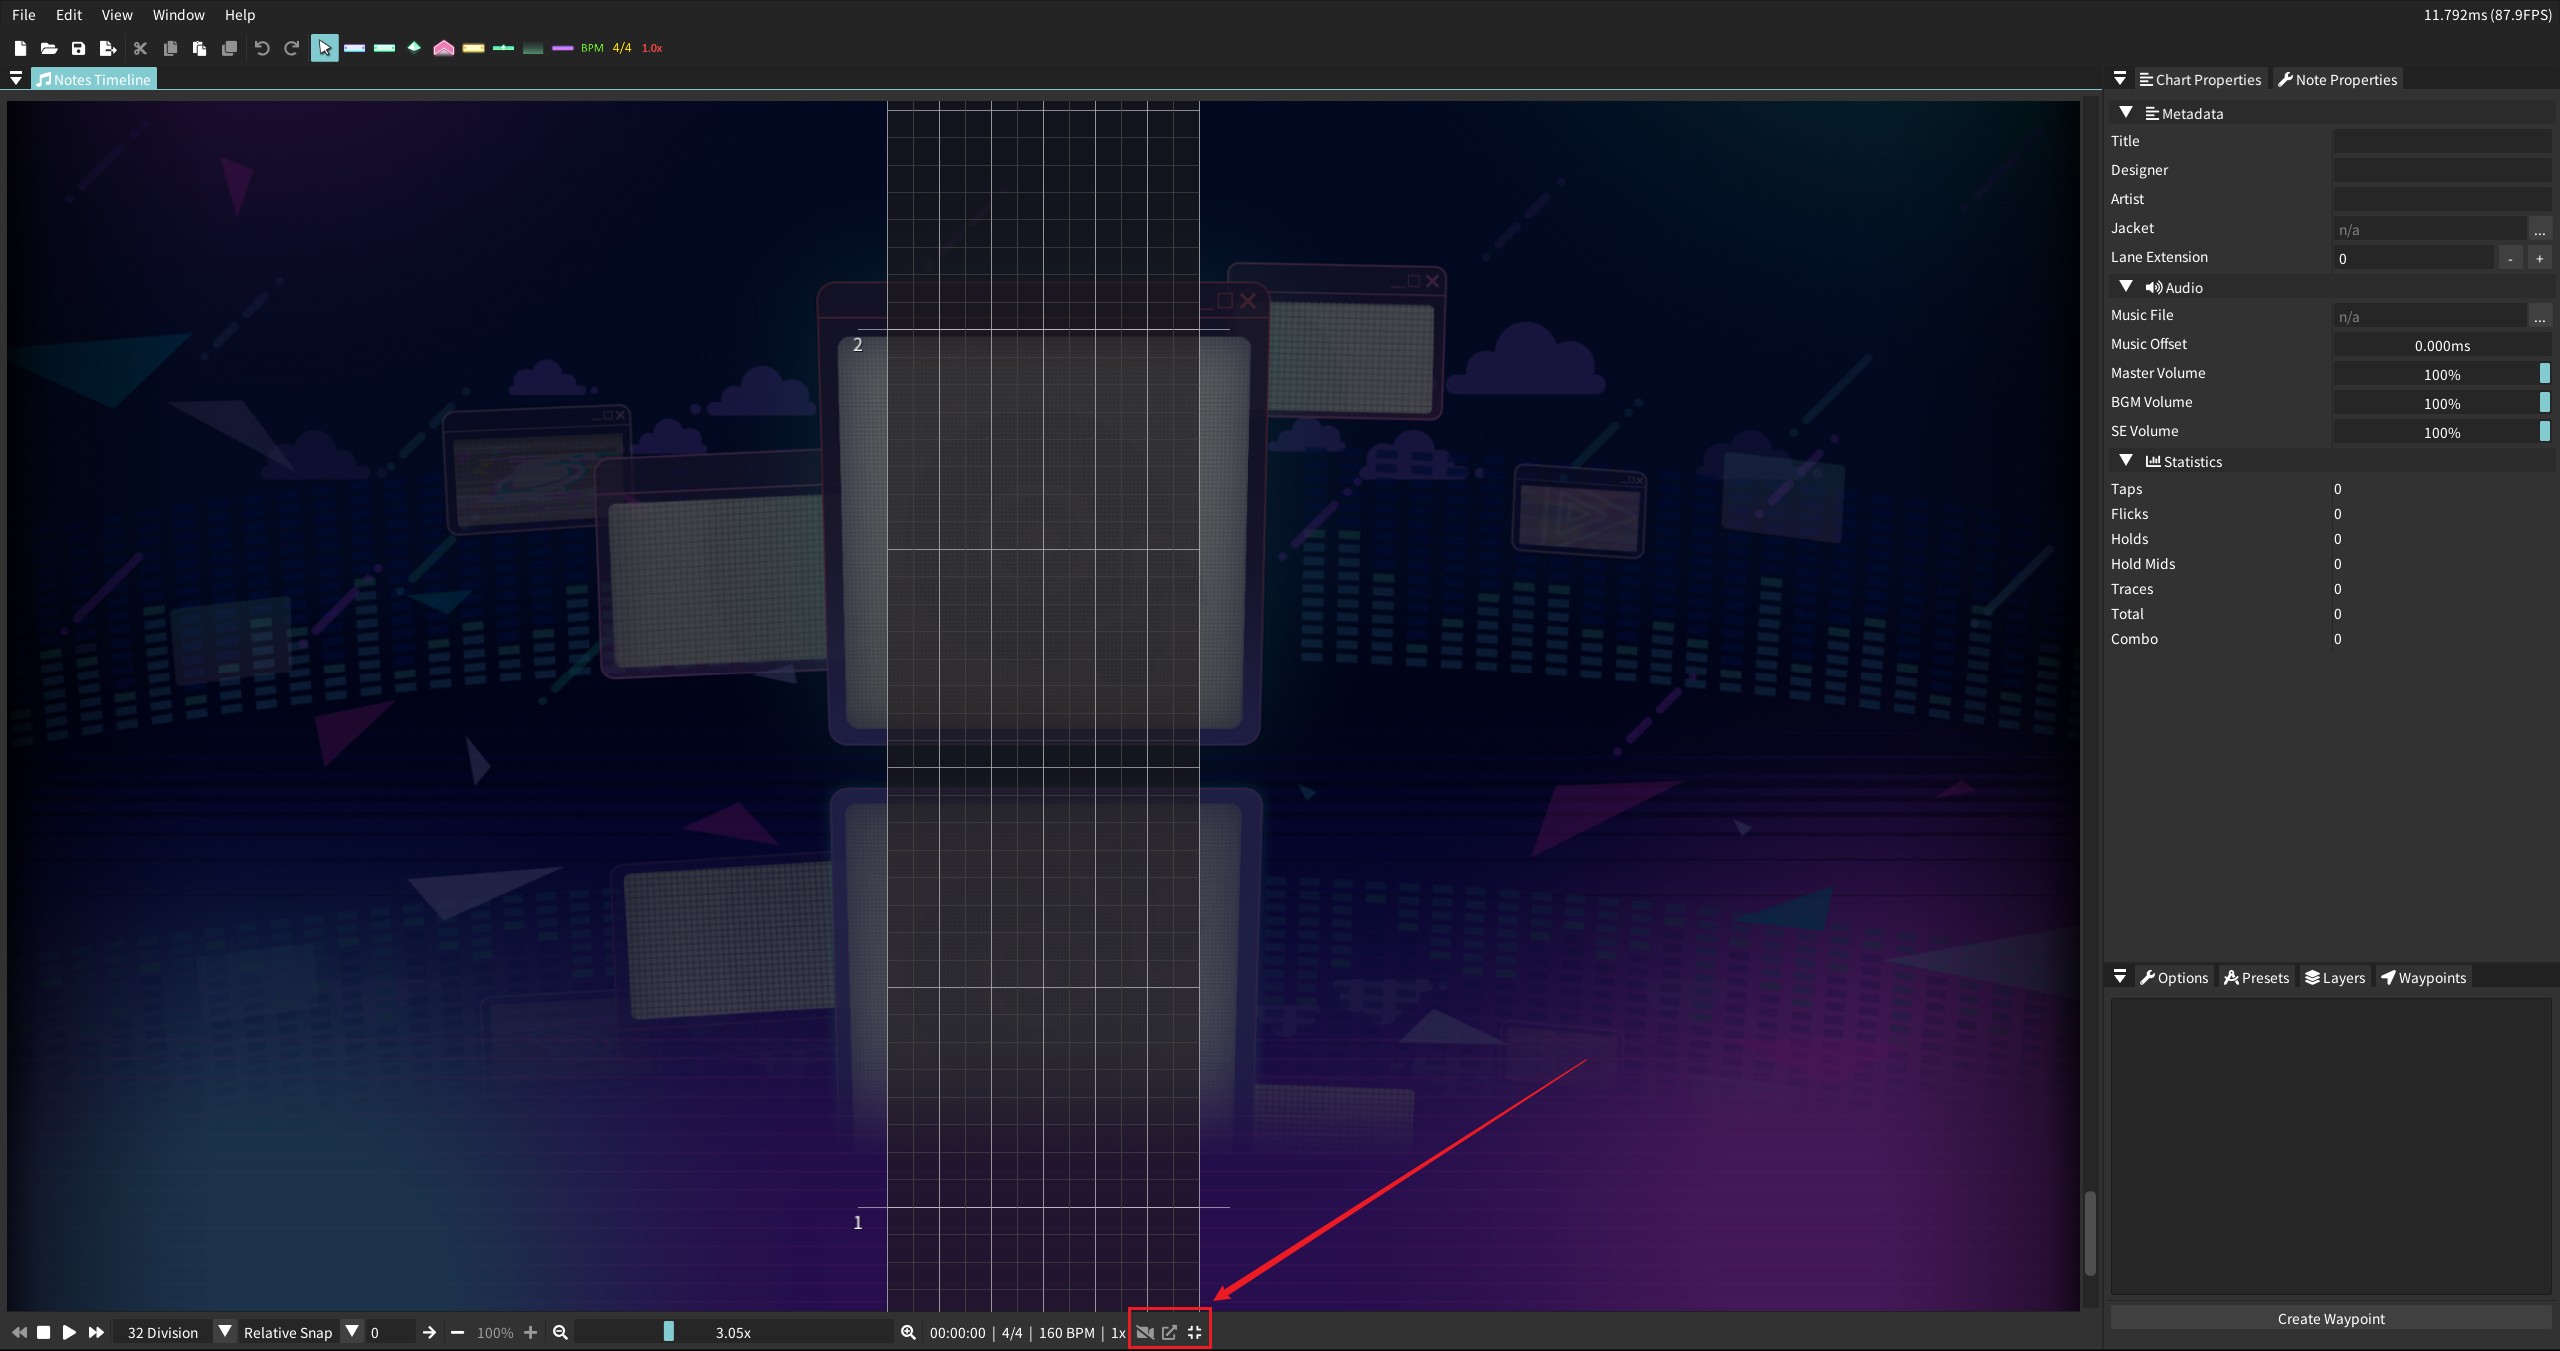 File Edit View Window Help
11.792ms (87.9FPS)
BPM 4/4 1.0x
Notes Timeline
Chart Properties Note Properties
Metadata
Title
Designer
Artist
Jacket n/a ...
Lane Extension 0 - +
Audio
Music File n/a ...
Music Offset 0.000ms
Master Volume 100%
BGM Volume 100%
SE Volume 100%
Statistics
Taps 0
Flicks 0
Holds 0
Hold Mids 0
Traces 0
Total 0
Combo 0
2
1
Options Presets Layers Waypoints
Create Waypoint
32 Division Relative Snap 0 100% 3.05x 00:00:00 | 4/4 | 160 BPM | 1x